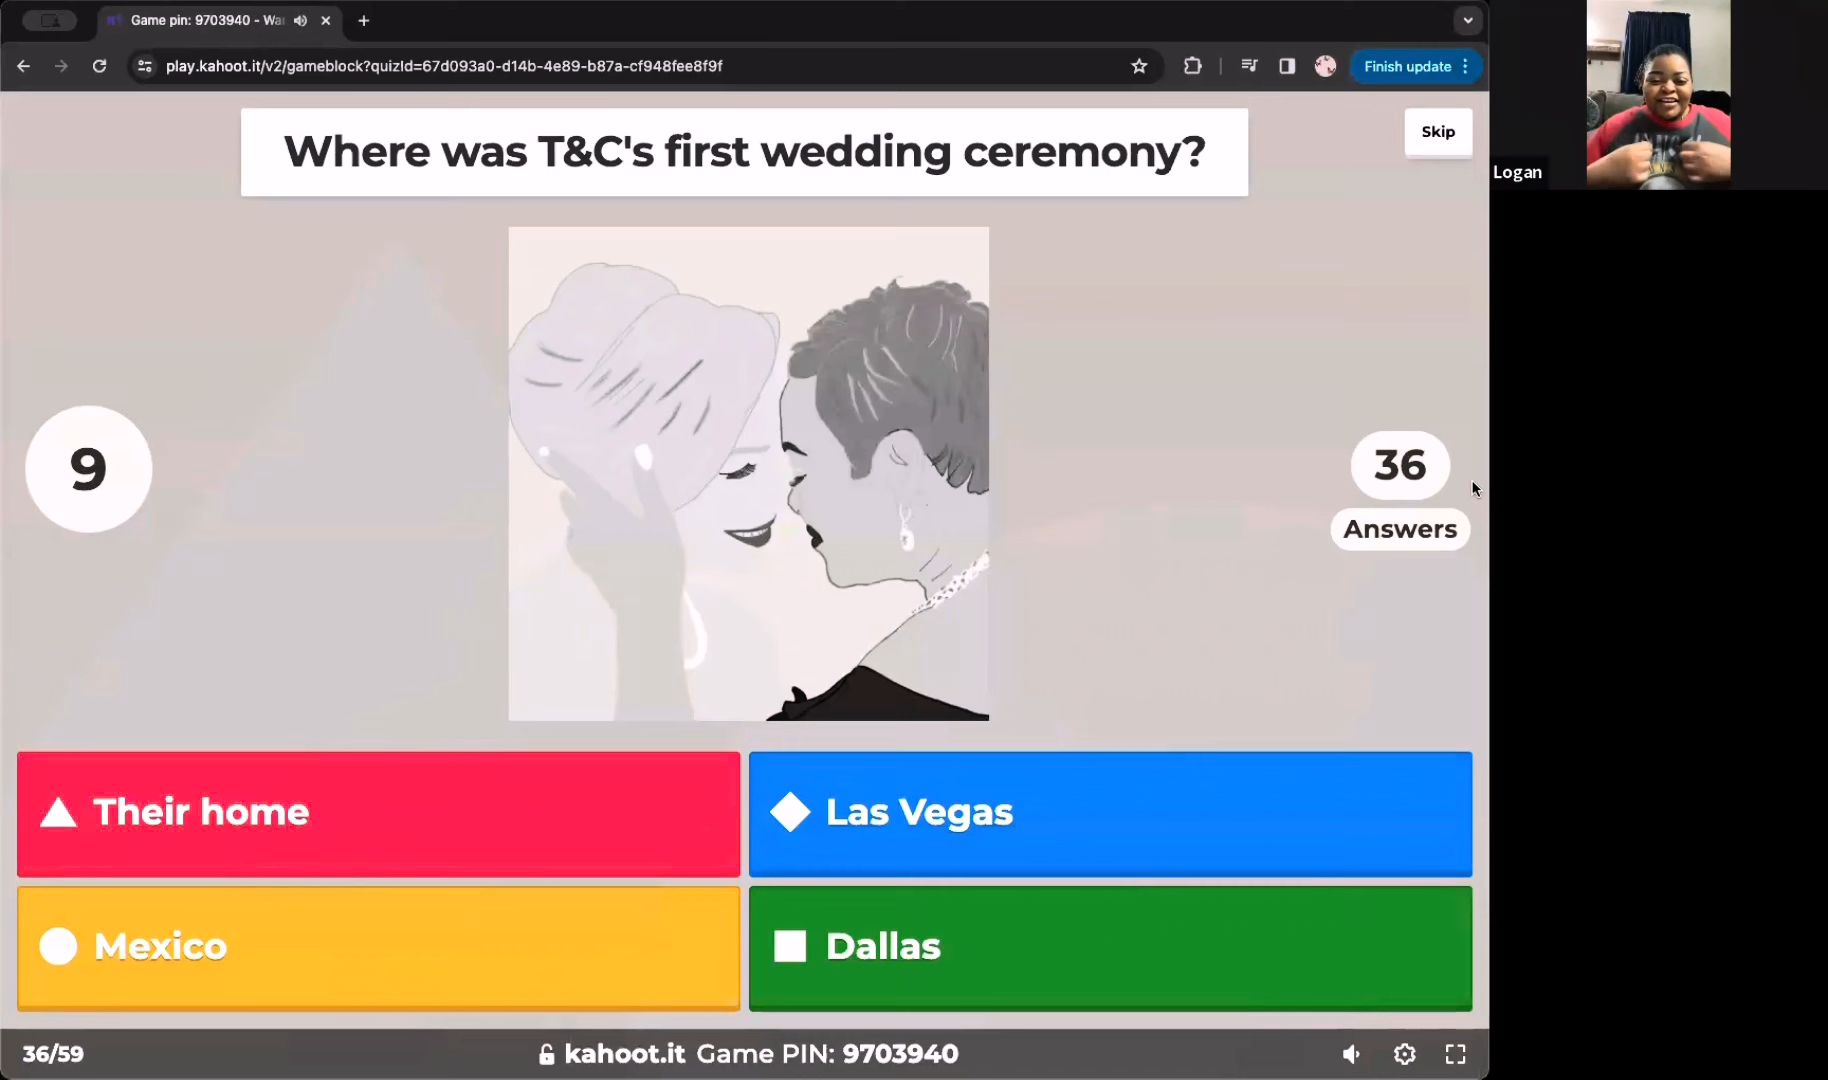 Game pin: 9703940 - Wa
play.kahoot.it/v2/gameblock?quizId=67d093a0-d14b-4e89-b87a-cf948fee8f9f
Finish update
Where was T&C's first wedding ceremony?
Skip
Logan
9
36
Answers
Their home
Las Vegas
Mexico
Dallas
36/59
kahoot.it Game PIN: 9703940